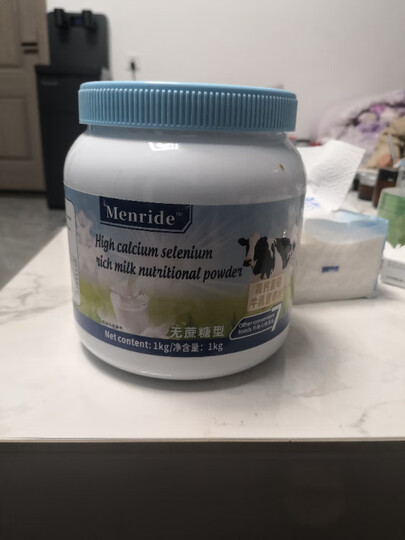 Menride
High calcium selenium
rich milk nutritional powder
无蔗糖型
Net content: 1kg/净含量：1kg